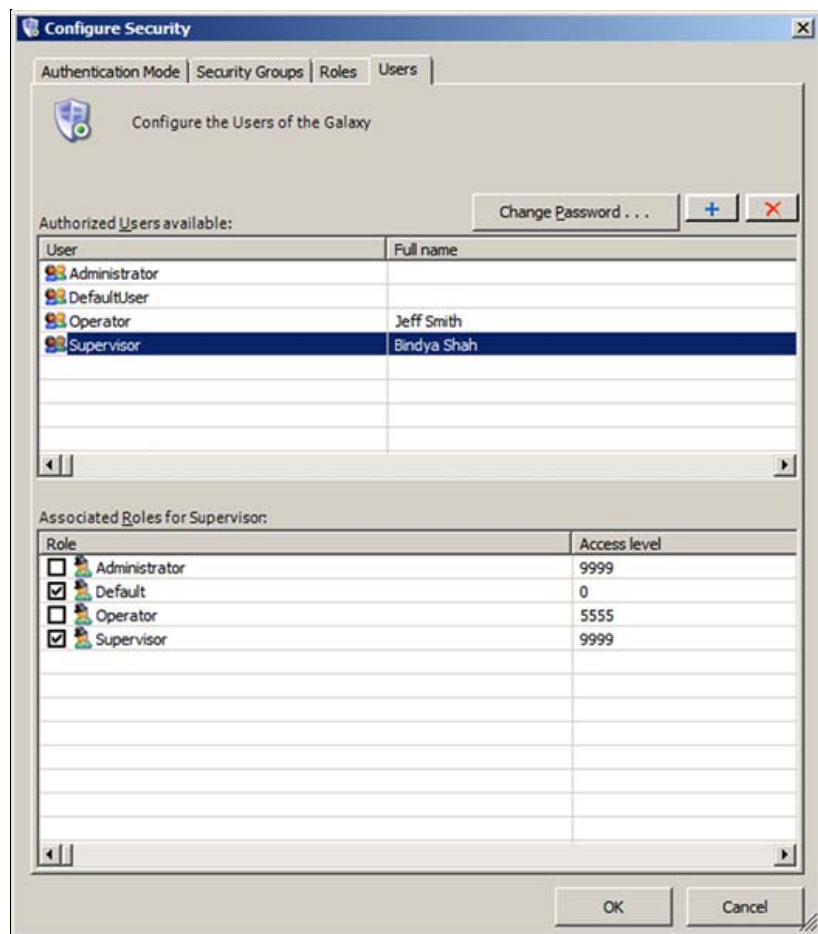 Configure Security
Authentication Mode Security Groups Roles Users
Configure the Users of the Galaxy
Change Password . . .
Authorized Users available:
User Full name
Administrator
DefaultUser
Operator Jeff Smith
Supervisor Bindya Shah
Associated Roles for Supervisor:
Role Access level
Administrator 9999
Default 0
Operator 5555
Supervisor 9999
OK Cancel